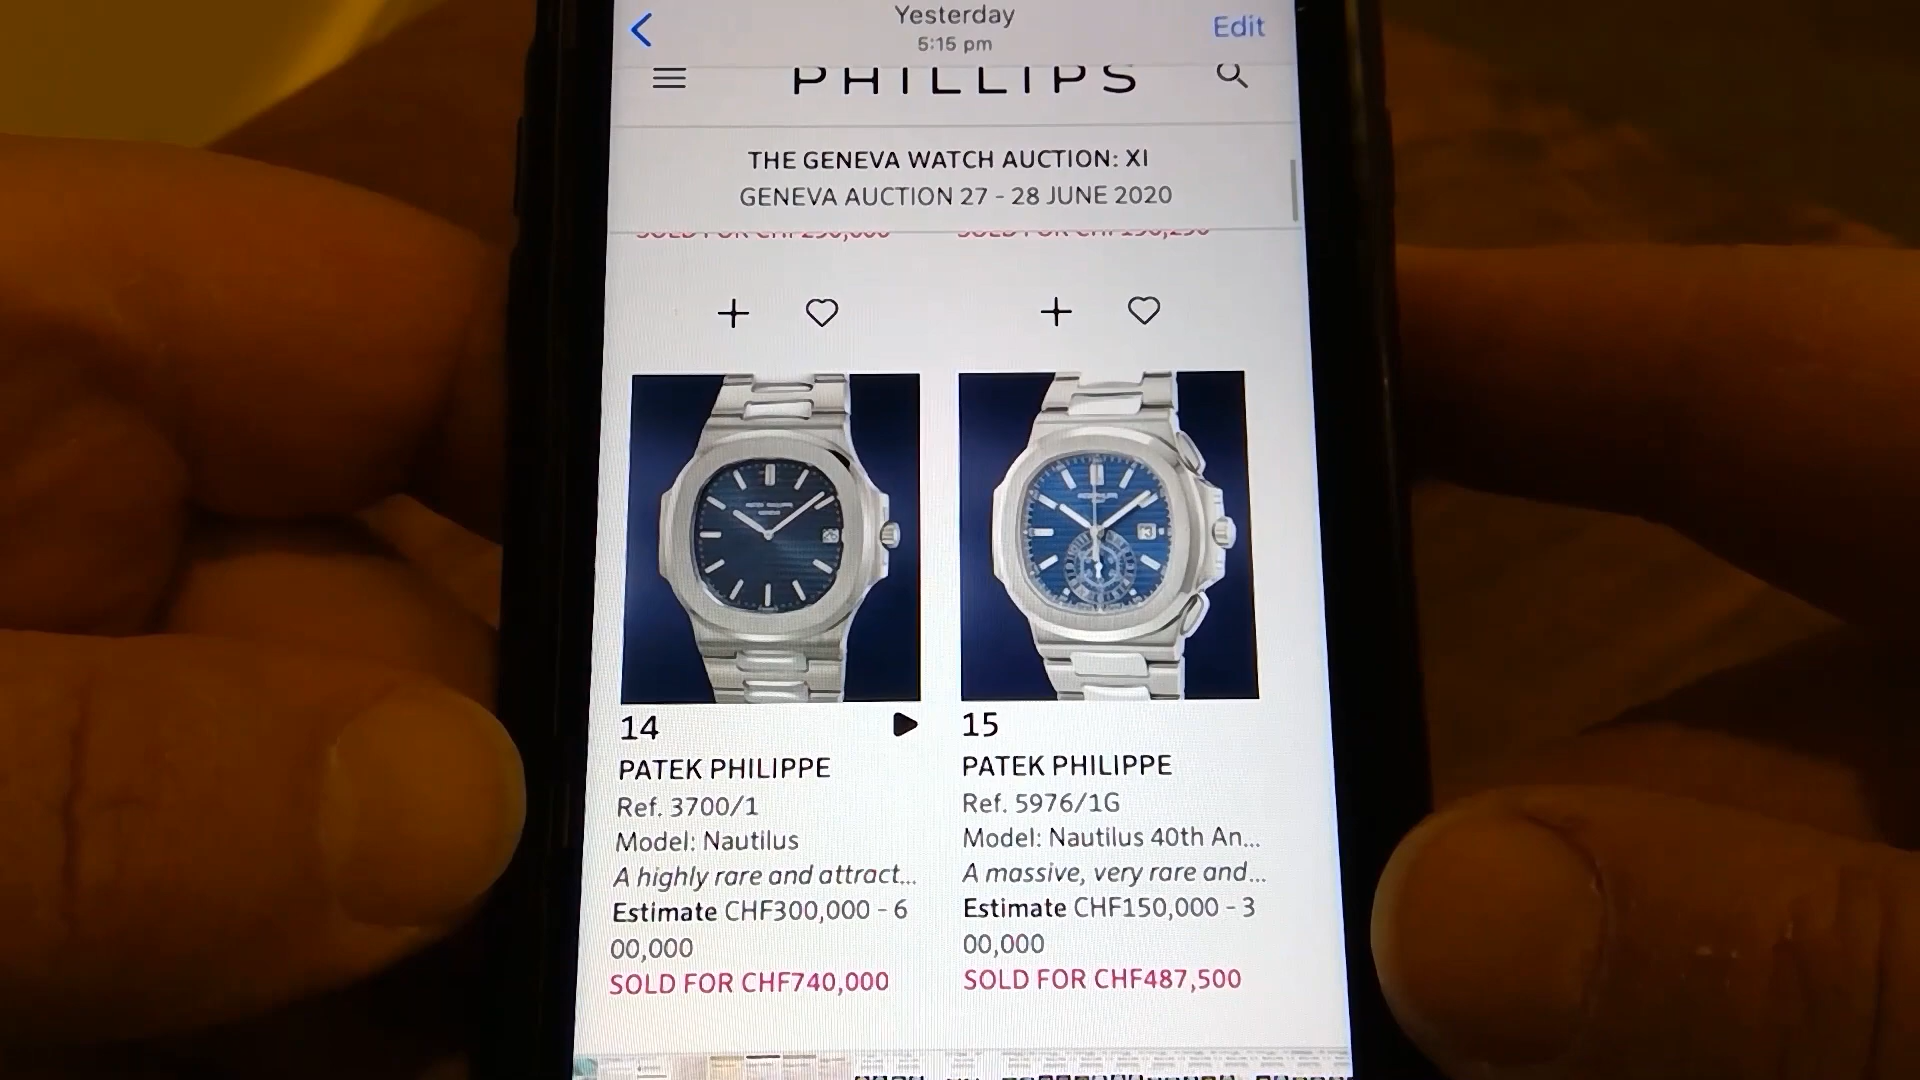 Yesterday
5:15 pm
Edit
PHILLIPS
THE GENEVA WATCH AUCTION: XI
GENEVA AUCTION 27 - 28 JUNE 2020
14
PATEK PHILIPPE
Ref. 3700/1
Model: Nautilus
A highly rare and attract...
Estimate CHF300,000 - 6
00,000
SOLD FOR CHF740,000
15
PATEK PHILIPPE
Ref. 5976/1G
Model: Nautilus 40th An...
A massive, very rare and...
Estimate CHF150,000 - 3
00,000
SOLD FOR CHF487,500